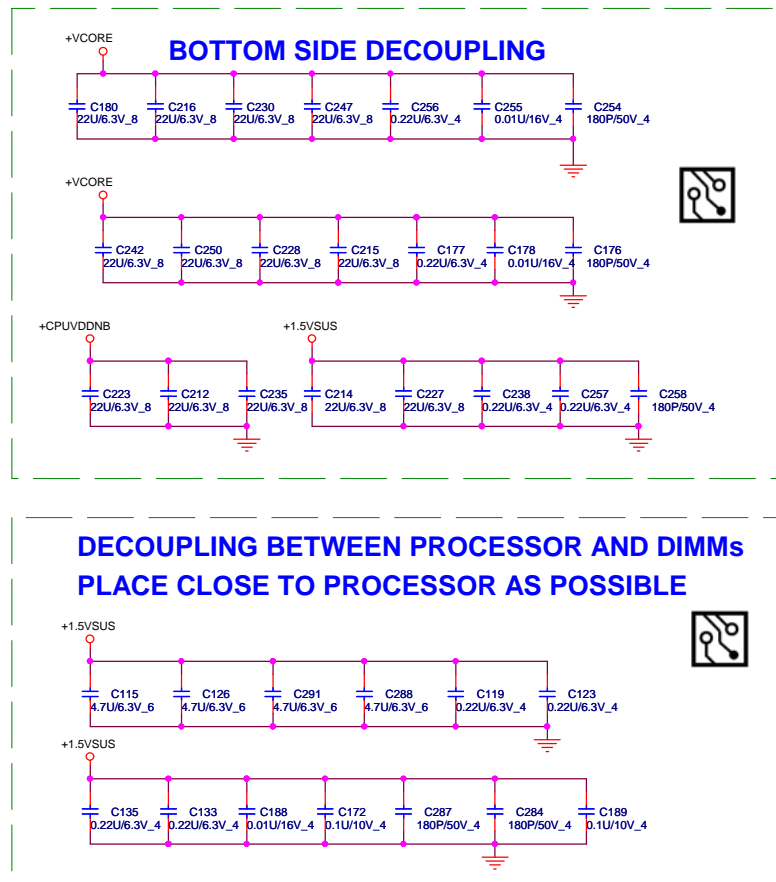 +VCORE
BOTTOM SIDE DECOUPLING
C180 C216 C230 C247 C256 C255 C254
22U/6.3V_8 22U/6.3V_8 22U/6.3V_8 22U/6.3V_8 0.22U/6.3V_4 0.01U/16V_4 180P/50V_4
+VCORE
C242 C250 C228 C215 C177 C178 C176
22U/6.3V_8 22U/6.3V_8 22U/6.3V_8 22U/6.3V_8 0.22U/6.3V_4 0.01U/16V_4 180P/50V_4
+CPUVDDNB +1.5VSUS
C223 C212 C235 C214 C227 C238 C257 C258
22U/6.3V_8 22U/6.3V_8 22U/6.3V_8 22U/6.3V_8 22U/6.3V_8 0.22U/6.3V_4 0.22U/6.3V_4 180P/50V_4
DECOUPLING BETWEEN PROCESSOR AND DIMMs
PLACE CLOSE TO PROCESSOR AS POSSIBLE
+1.5VSUS
C115 C126 C291 C288 C119 C123
4.7U/6.3V_6 4.7U/6.3V_6 4.7U/6.3V_6 4.7U/6.3V_6 0.22U/6.3V_4 0.22U/6.3V_4
+1.5VSUS
C135 C133 C188 C172 C287 C284 C189
0.22U/6.3V_4 0.22U/6.3V_4 0.01U/16V_4 0.1U/10V_4 180P/50V_4 180P/50V_4 0.1U/10V_4